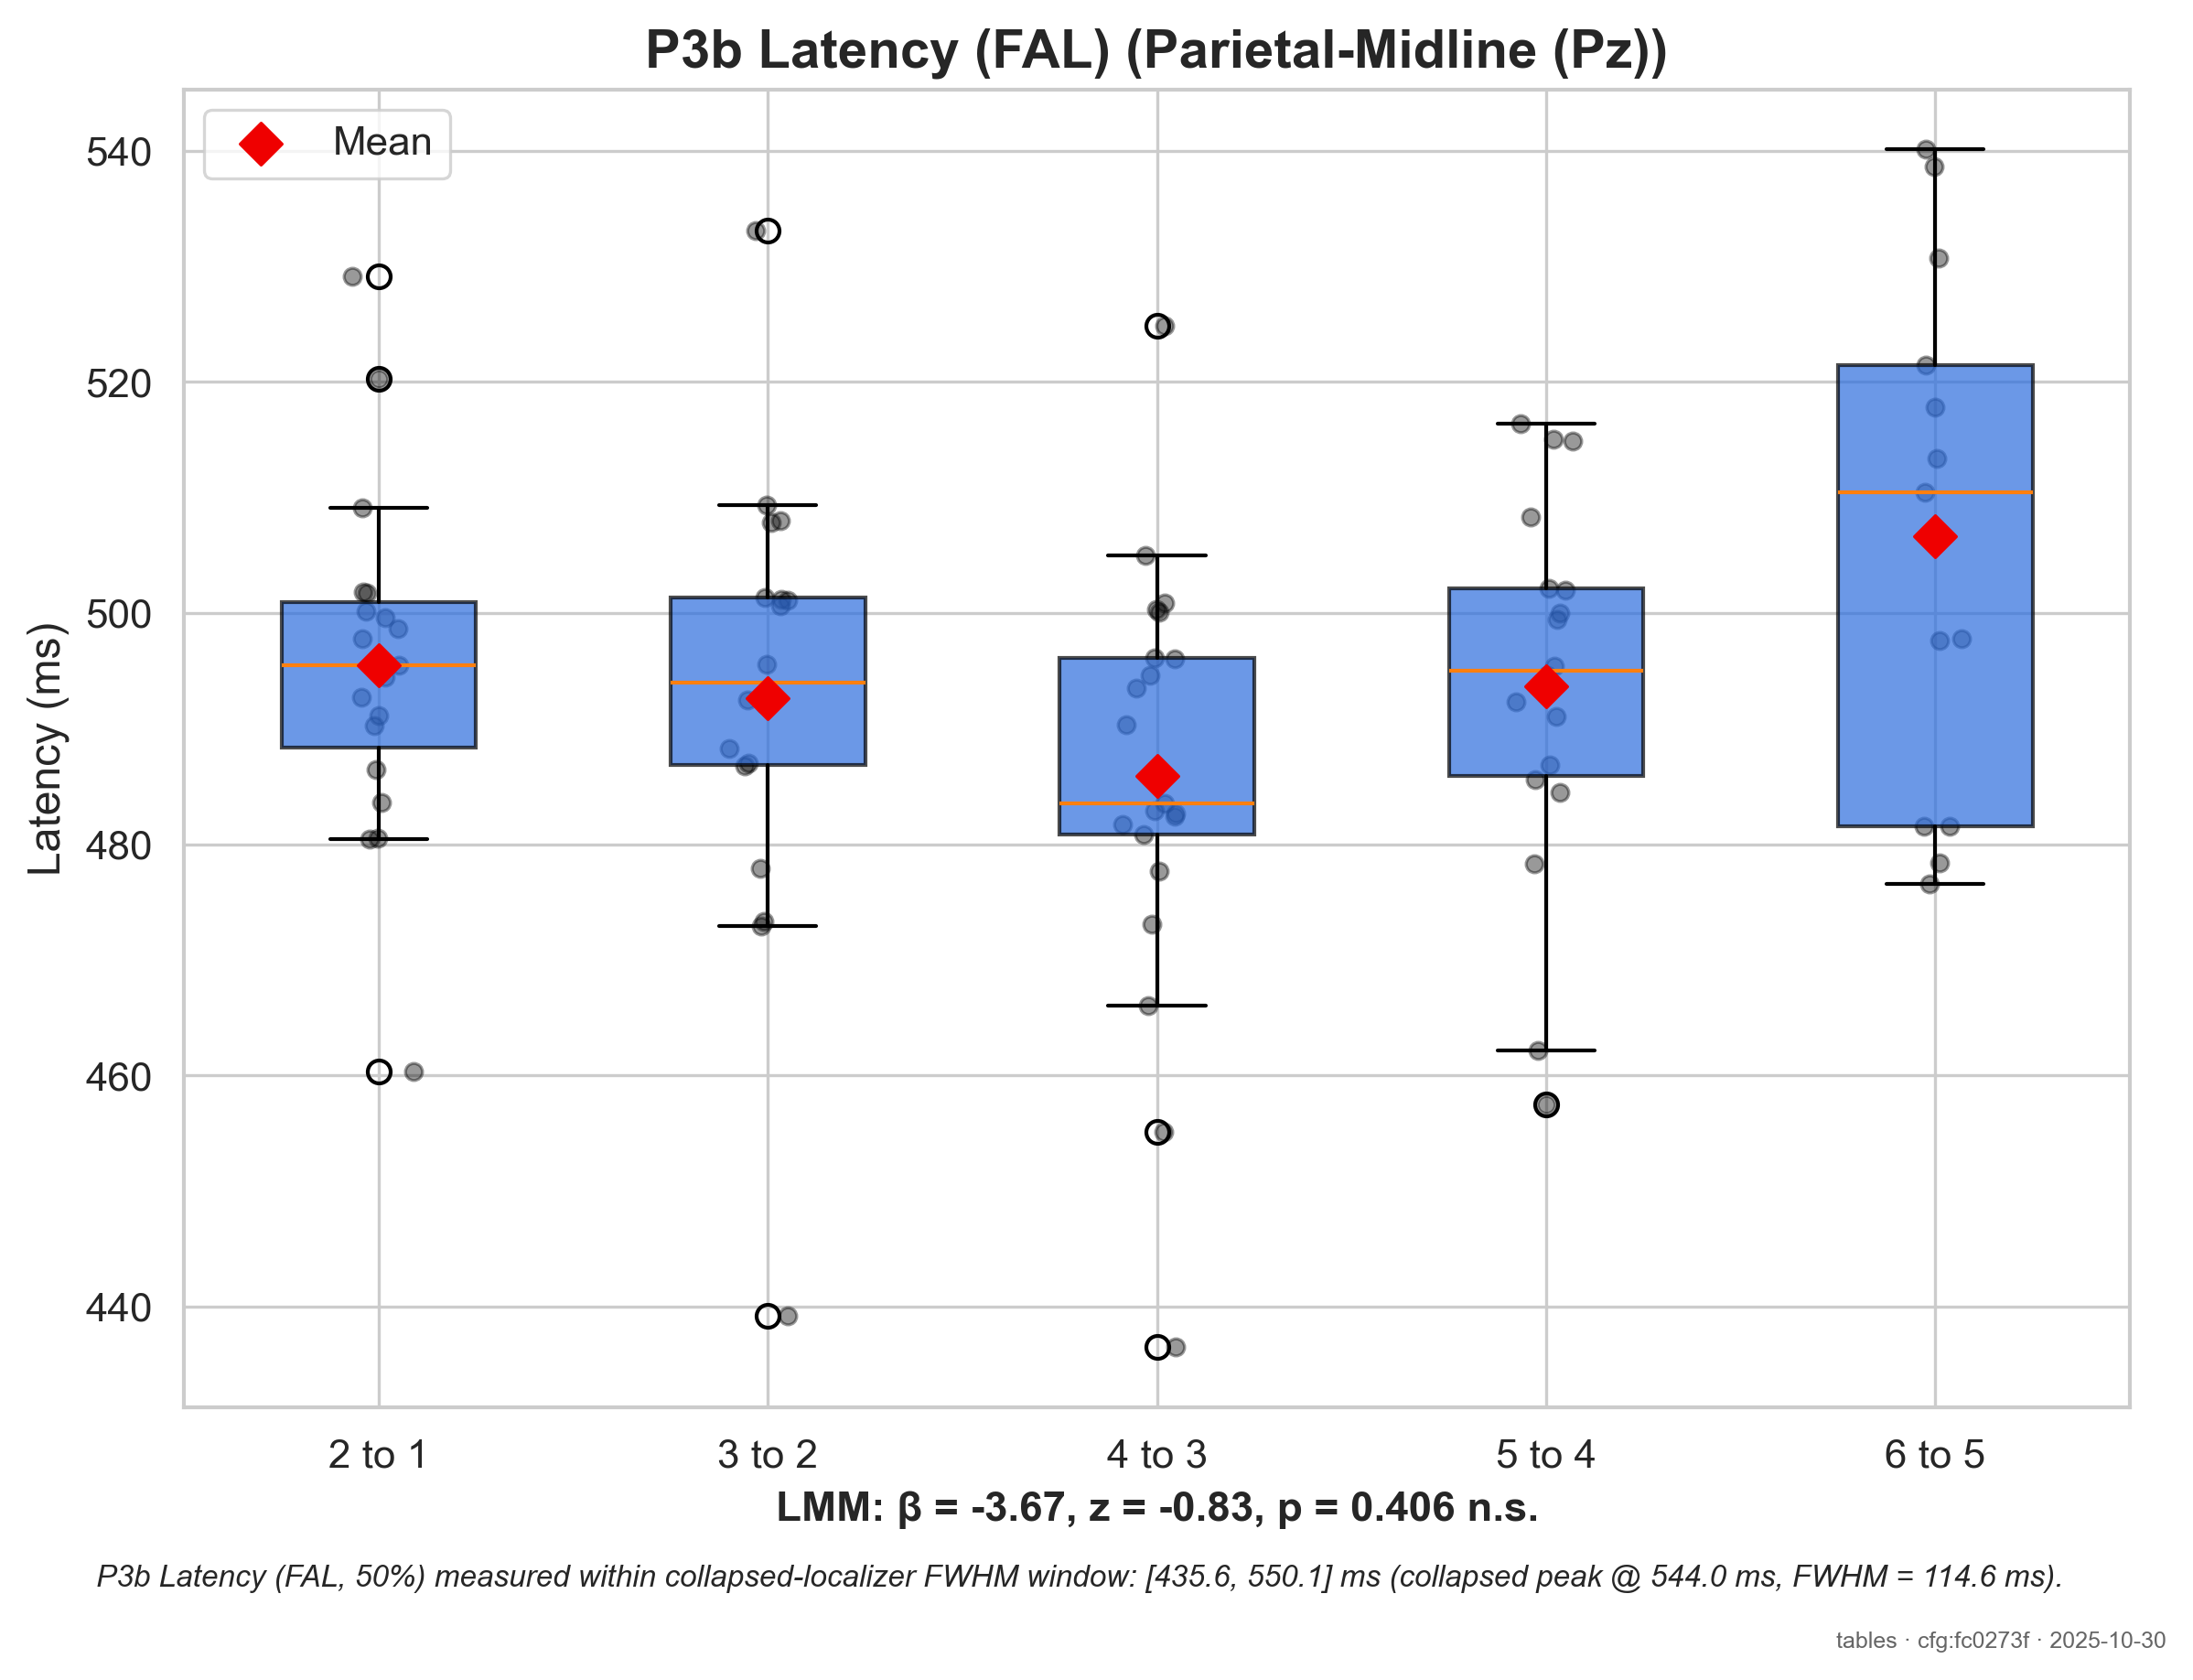 P3b Latency (FAL) (Parietal-Midline (Pz))
Mean
Latency (ms)
540
520
500
480
460
440
2 to 1
3 to 2
4 to 3
5 to 4
6 to 5
LMM: β = -3.67, z = -0.83, p = 0.406 n.s.
P3b Latency (FAL, 50%) measured within collapsed-localizer FWHM window: [435.6, 550.1] ms (collapsed peak @ 544.0 ms, FWHM = 114.6 ms).
tables · cfg:fc0273f · 2025-10-30